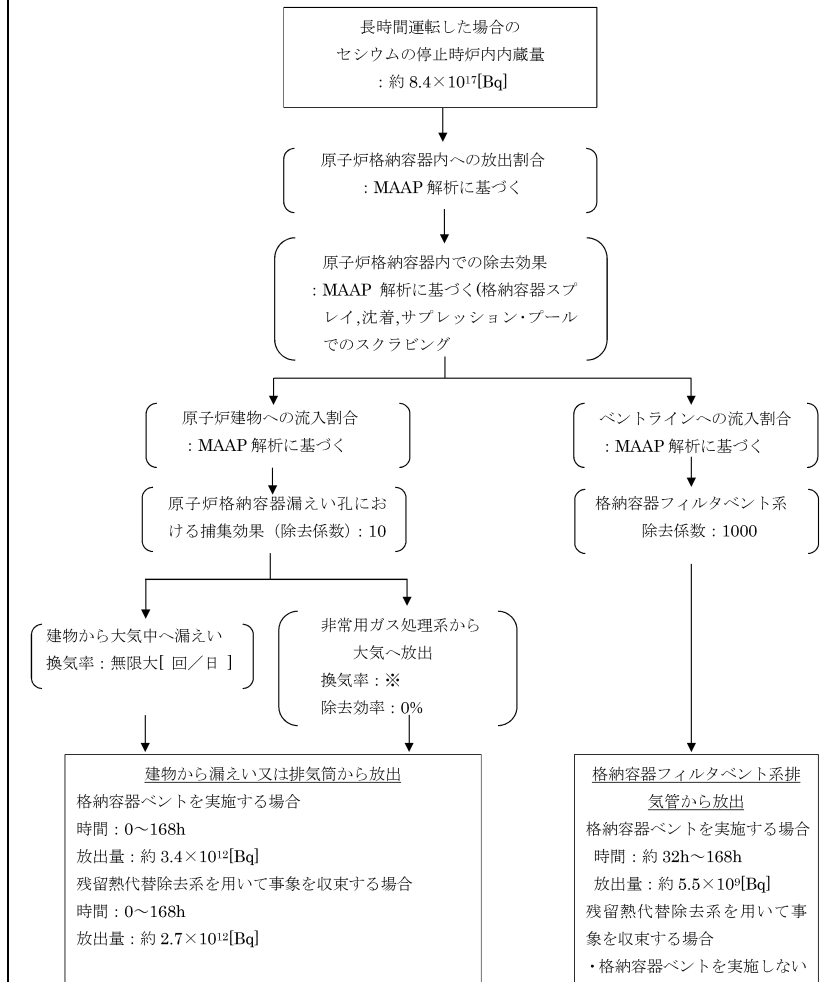 長時間運転した場合の
セシウムの停止時炉内内蔵量
：約 8.4×10¹⁷[Bq]
原子炉格納容器内への放出割合
：MAAP 解析に基づく
原子炉格納容器内での除去効果
：MAAP 解析に基づく(格納容器スプ
レイ,沈着,サプレッション・プール
でのスクラビング
原子炉建物への流入割合
：MAAP 解析に基づく
ベントラインへの流入割合
：MAAP 解析に基づく
原子炉格納容器漏えい孔にお
ける捕集効果（除去係数）：10
格納容器フィルタベント系
除去係数：1000
建物から大気中へ漏えい
換気率：無限大[ 回／日 ]
非常用ガス処理系から
大気へ放出
換気率：※
除去効率：0%
建物から漏えい又は排気筒から放出
格納容器ベントを実施する場合
時間：0～168h
放出量：約 3.4×10¹²[Bq]
残留熱代替除去系を用いて事象を収束する場合
時間：0～168h
放出量：約 2.7×10¹²[Bq]
格納容器フィルタベント系排
気管から放出
格納容器ベントを実施する場合
時間：約 32h～168h
放出量：約 5.5×10⁹[Bq]
残留熱代替除去系を用いて事
象を収束する場合
・格納容器ベントを実施しない